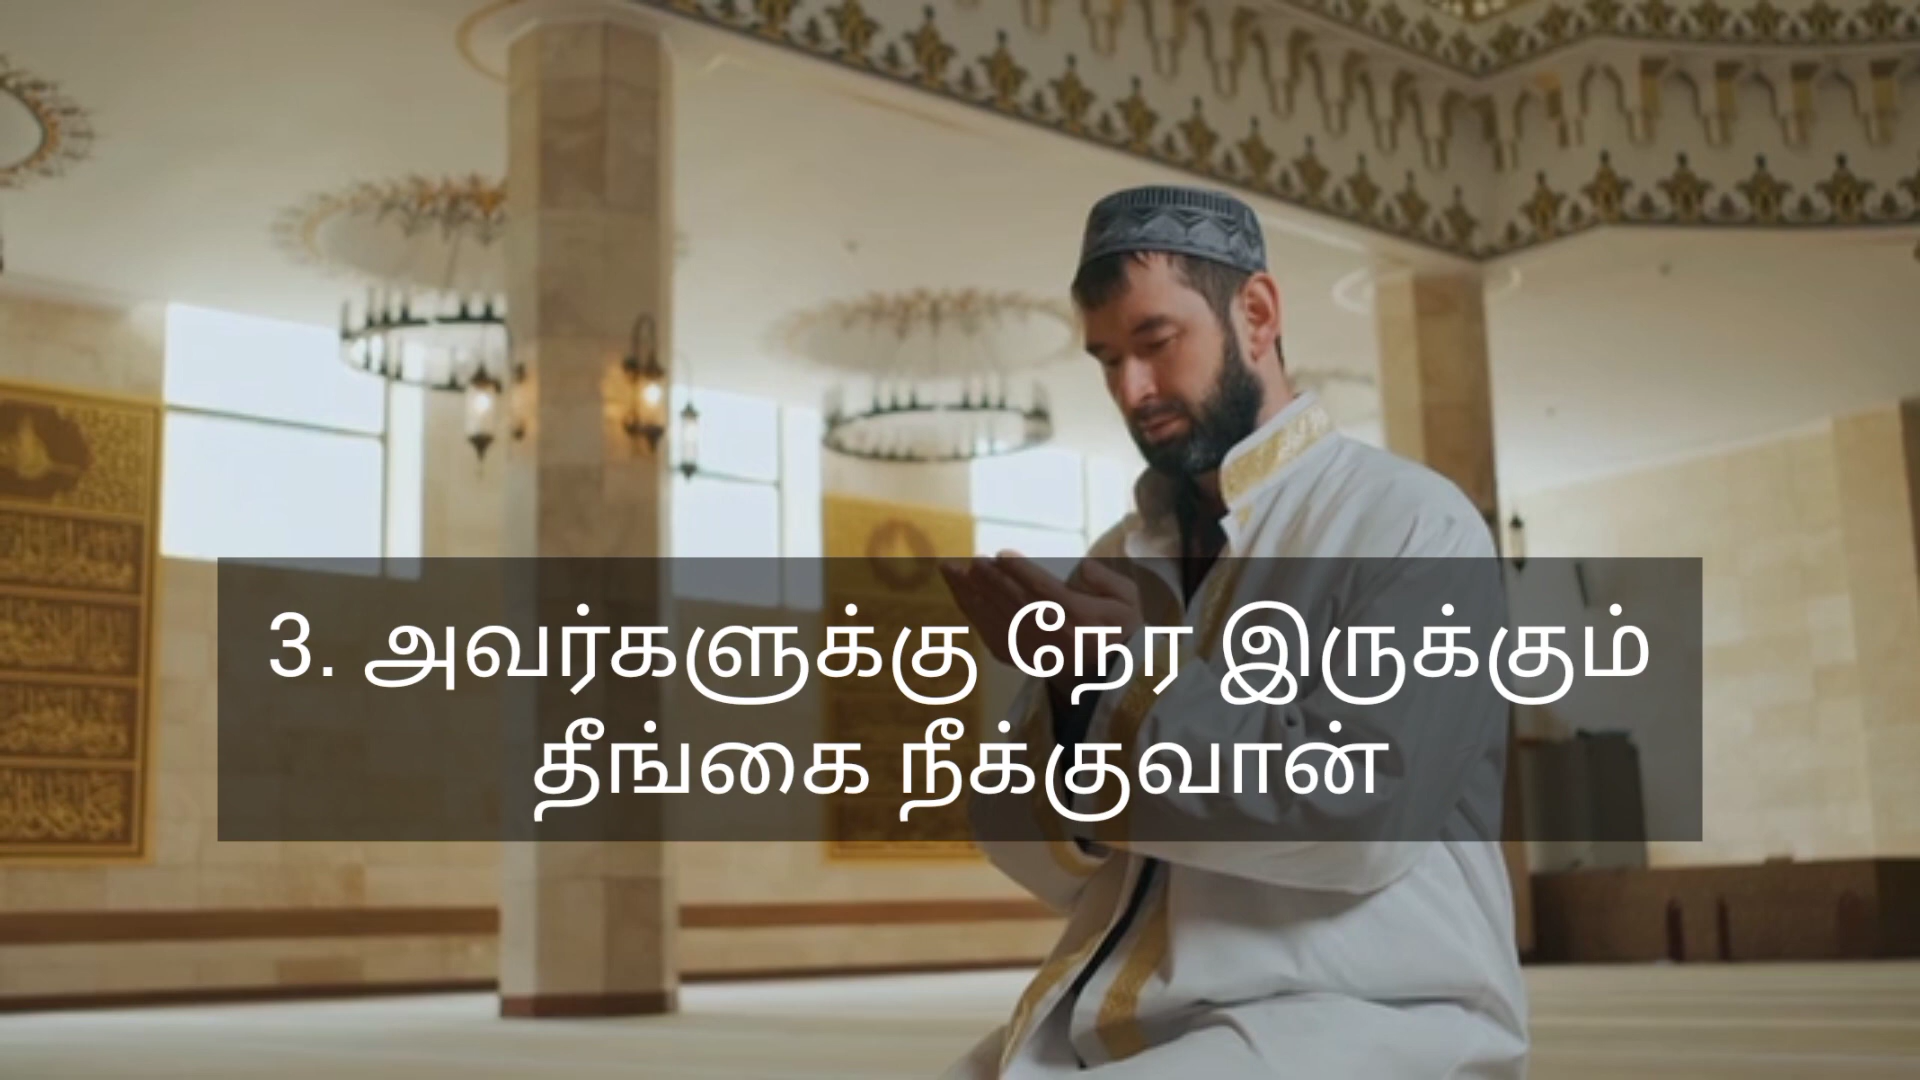 3. அவர்களுக்கு நேர இருக்கும்
தீங்கை நீக்குவான்